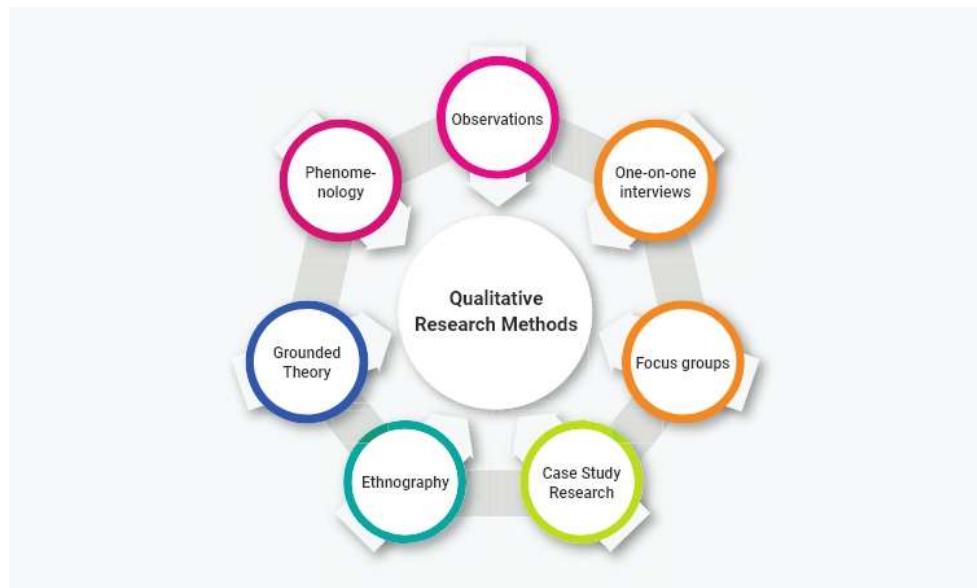 Observations
One-on-one
interviews
Focus groups
Case Study
Research
Ethnography
Grounded
Theory
Phenome-
nology
Qualitative
Research Methods